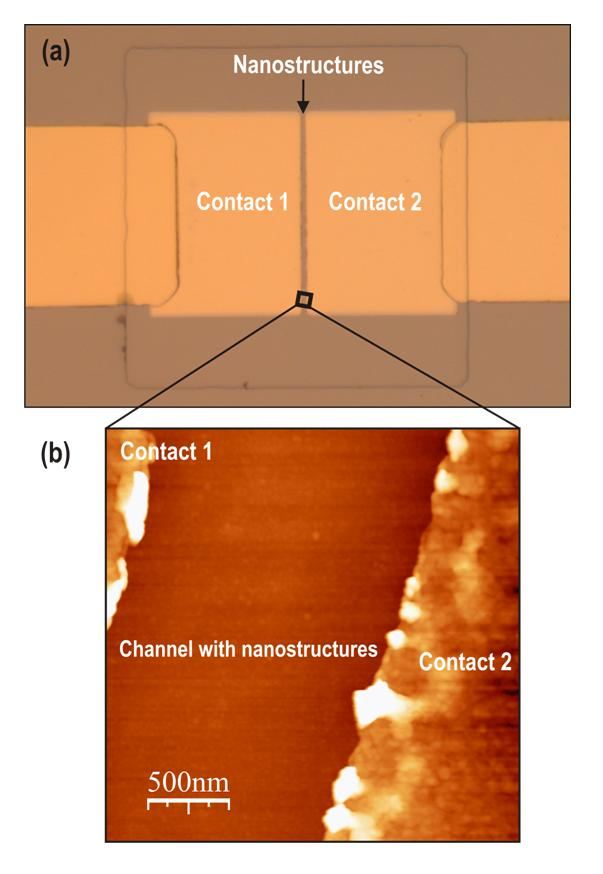 (a)
Nanostructures
Contact 1
Contact 2
(b)
Contact 1
Channel with nanostructures
Contact 2
500nm